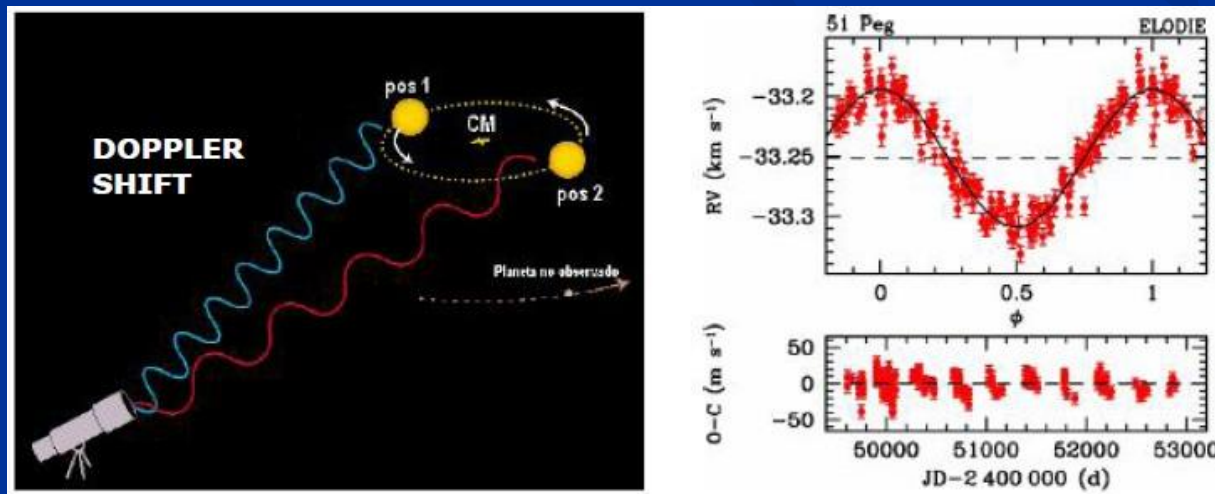 DOPPLER
SHIFT
pos 1
CM
pos 2
Planeta no observado
51 Peg ELODIE
-33.2
-33.25
-33.3
RV (km s⁻¹)
0 0.5 1
ϕ
50
0
-50
O-C (m s⁻¹)
50000 51000 52000 53000
JD-2 400 000 (d)